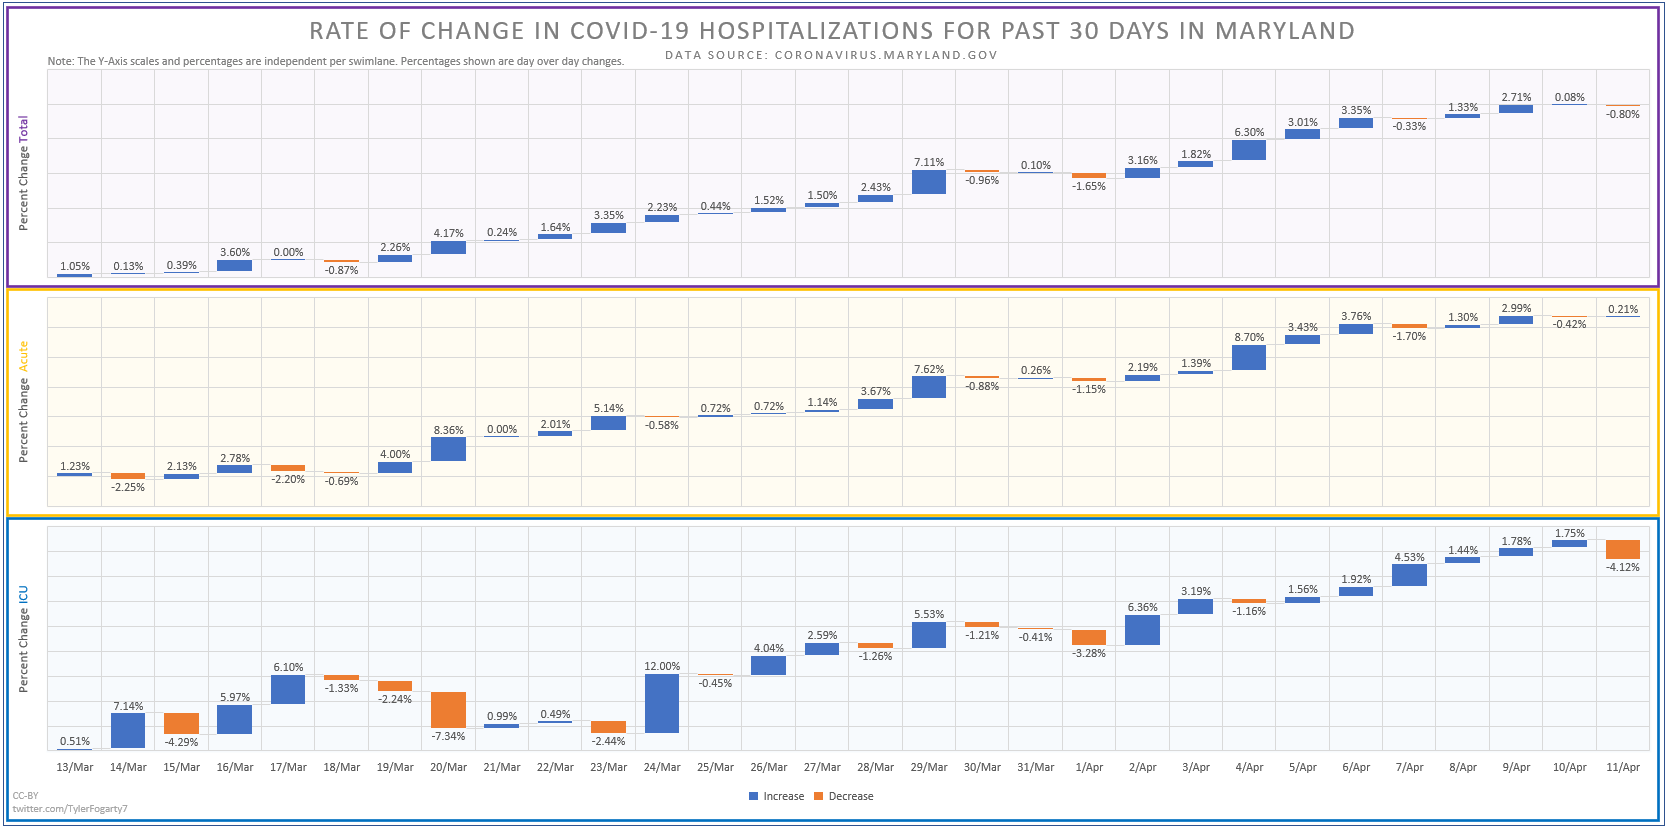 RATE OF CHANGE IN COVID-19 HOSPITALIZATIONS FOR PAST 30 DAYS IN MARYLAND
DATA SOURCE: CORONAVIRUS.MARYLAND.GOV
Note: The Y-Axis scales and percentages are independent per swimlane. Percentages shown are day over day changes.
Percent Change Total
1.05% 0.13% 0.39% 3.60% 0.00% -0.87% 2.26% 4.17% 0.24% 1.64% 3.35% 2.23% 0.44% 1.52% 1.50% 2.43% 7.11% -0.96% 0.10% -1.65% 3.16% 1.82% 6.30% 3.01% 3.35% -0.33% 1.33% 2.71% 0.08% -0.80%
Percent Change Acute
1.23% -2.25% 2.13% 2.78% -2.20% -0.69% 4.00% 8.36% 0.00% 2.01% 5.14% -0.58% 0.72% 0.72% 1.14% 3.67% 7.62% -0.88% 0.26% -1.15% 2.19% 1.39% 8.70% 3.43% 3.76% -1.70% 1.30% 2.99% -0.42% 0.21%
Percent Change ICU
0.51% 7.14% -4.29% 5.97% 6.10% -1.33% -2.24% -7.34% 0.99% 0.49% -2.44% 12.00% -0.45% 4.04% 2.59% -1.26% 5.53% -1.21% -0.41% -3.28% 6.36% 3.19% -1.16% 1.56% 1.92% 4.53% 1.44% 1.78% 1.75% -4.12%
13/Mar 14/Mar 15/Mar 16/Mar 17/Mar 18/Mar 19/Mar 20/Mar 21/Mar 22/Mar 23/Mar 24/Mar 25/Mar 26/Mar 27/Mar 28/Mar 29/Mar 30/Mar 31/Mar 1/Apr 2/Apr 3/Apr 4/Apr 5/Apr 6/Apr 7/Apr 8/Apr 9/Apr 10/Apr 11/Apr
Increase Decrease
CC-BY
twitter.com/TylerFogarty7